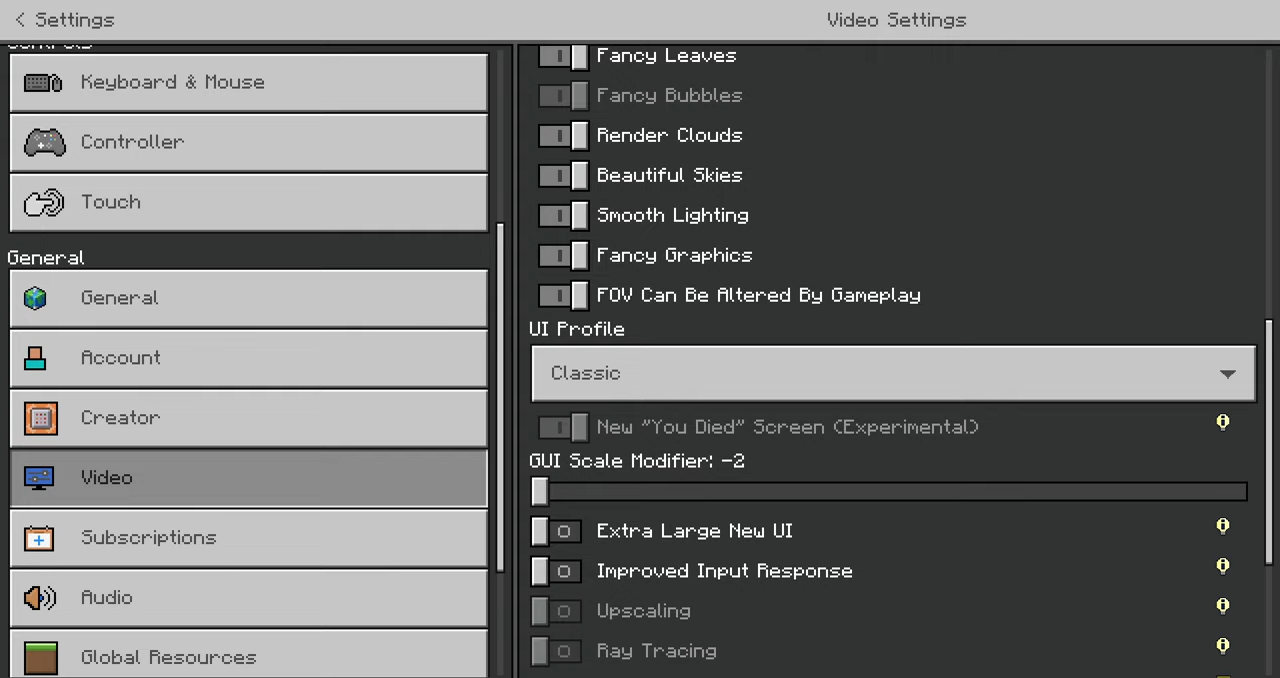 < Settings
Video Settings
Controls
Keyboard & Mouse
Controller
Touch
General
General
Account
Creator
Video
Subscriptions
Audio
Global Resources
Fancy Leaves
Fancy Bubbles
Render Clouds
Beautiful Skies
Smooth Lighting
Fancy Graphics
FOV Can Be Altered By Gameplay
UI Profile
Classic
New "You Died" Screen (Experimental)
GUI Scale Modifier: -2
Extra Large New UI
Improved Input Response
Upscaling
Ray Tracing